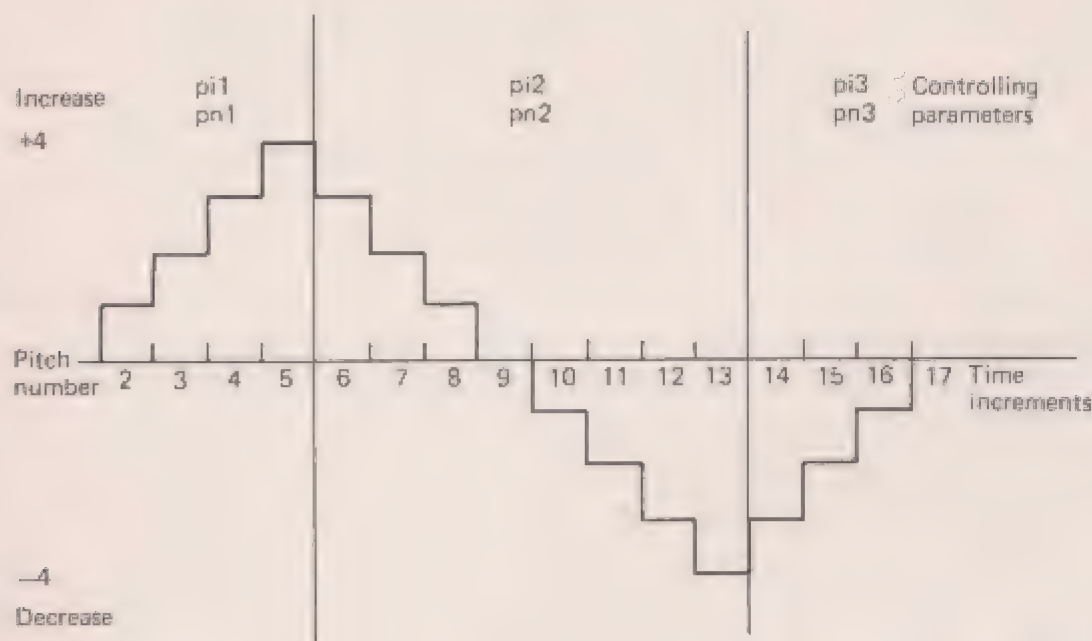 Increase
+4
pi1
pn1
pi2
pn2
pi3
pn3
Controlling
parameters
Pitch
number
2 3 4 5 6 7 8 9 10 11 12 13 14 15 16 17
Time
increments
—4
Decrease